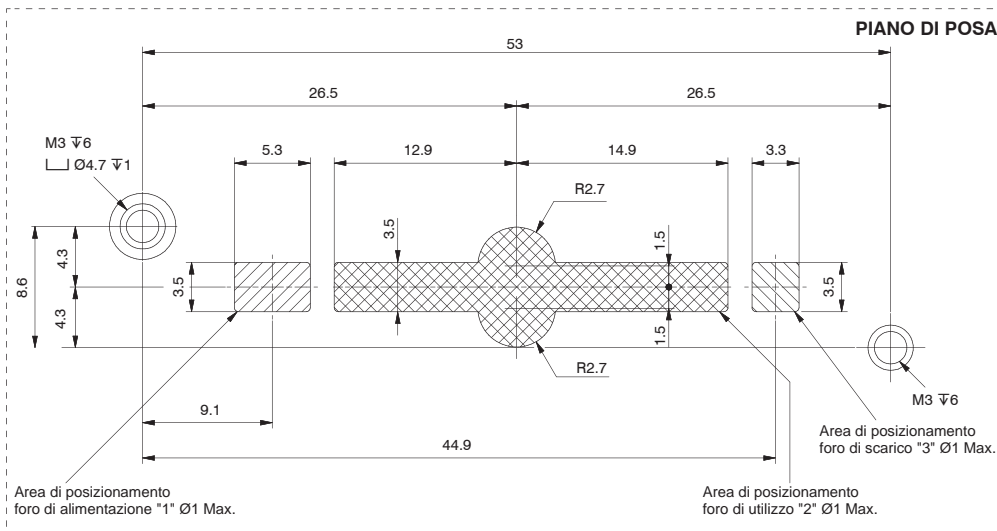 PIANO DI POSA
53
26.5
26.5
M3 ↧6
⌴ Ø4.7 ↧1
5.3
12.9
14.9
3.3
R2.7
3.5
1.5
4.3
8.6
3.5
3.5
4.3
1.5
R2.7
M3 ↧6
9.1
44.9
Area di posizionamento
foro di scarico "3" Ø1 Max.
Area di posizionamento
foro di alimentazione "1" Ø1 Max.
Area di posizionamento
foro di utilizzo "2" Ø1 Max.